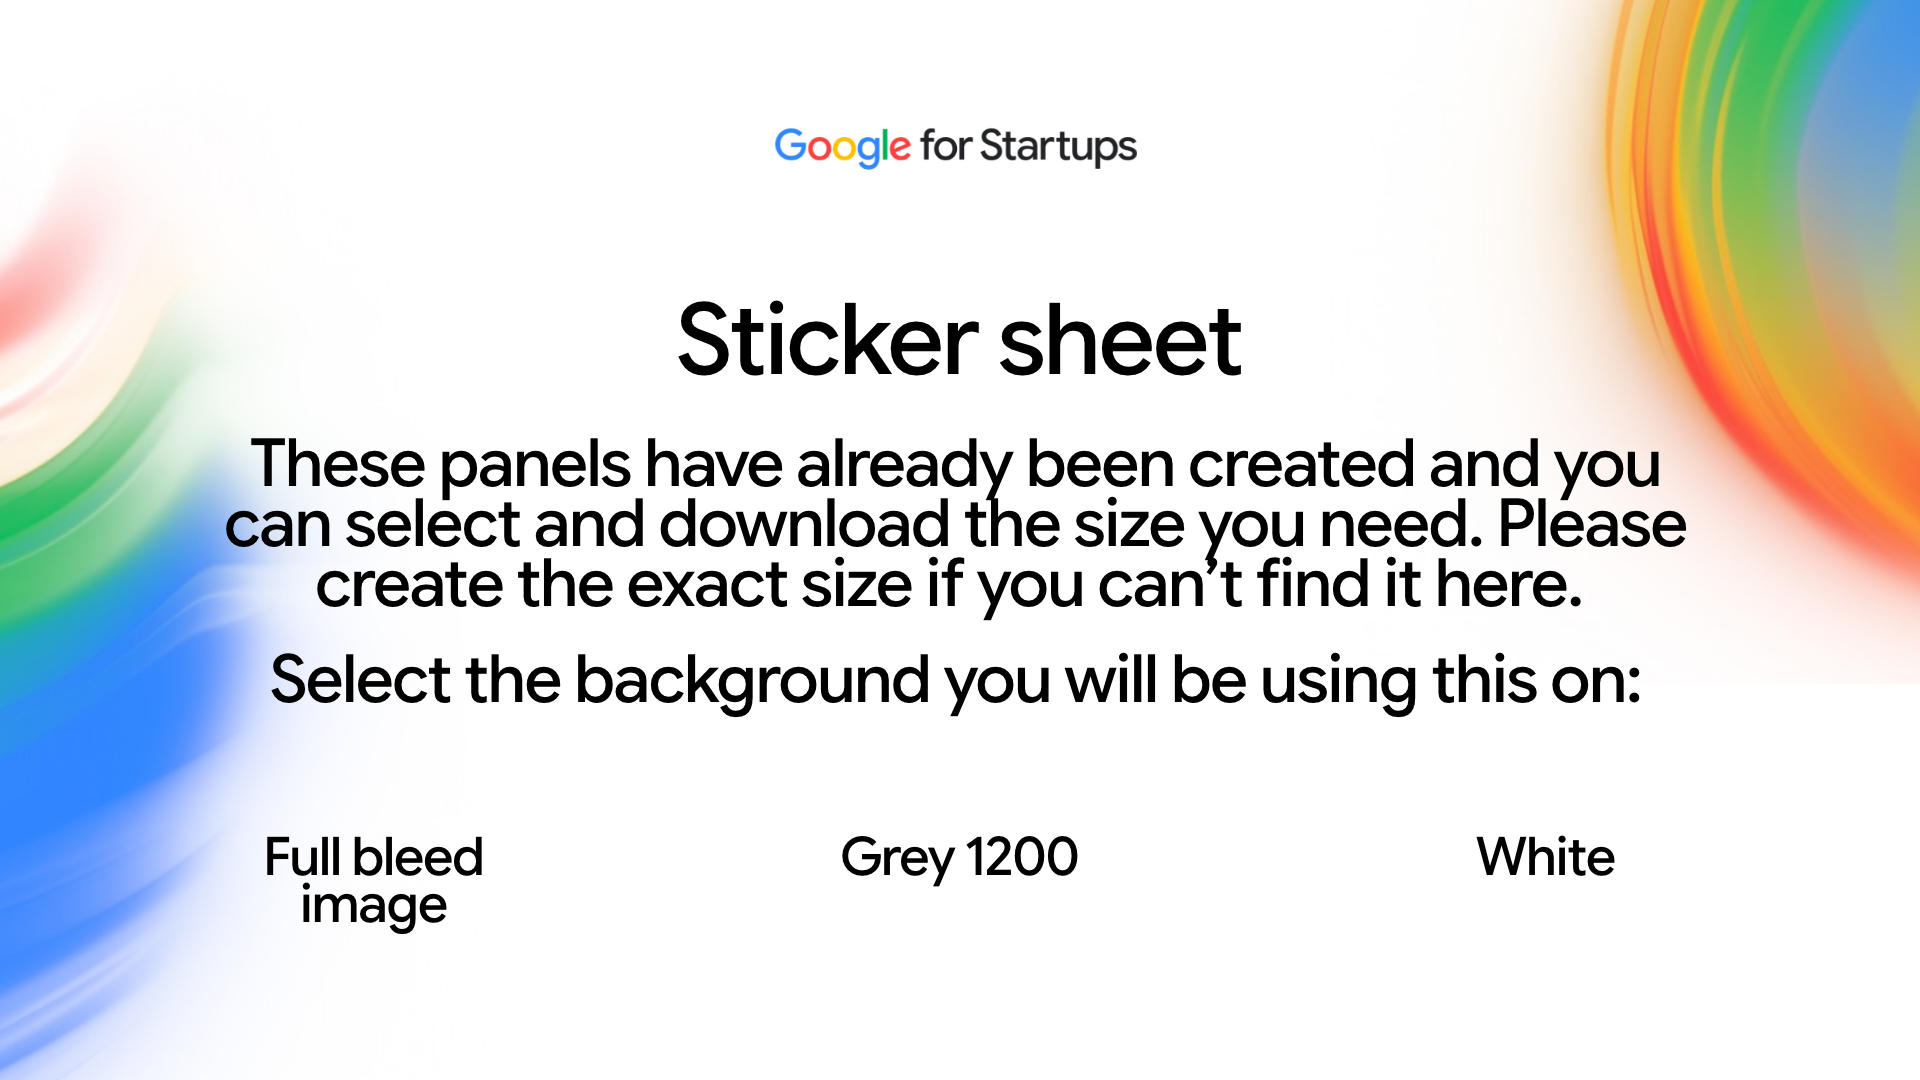 Google for Startups
Sticker sheet
These panels have already been created and you
can select and download the size you need. Please
create the exact size if you can’t find it here.
Select the background you will be using this on:
Full bleed
image
Grey 1200
White